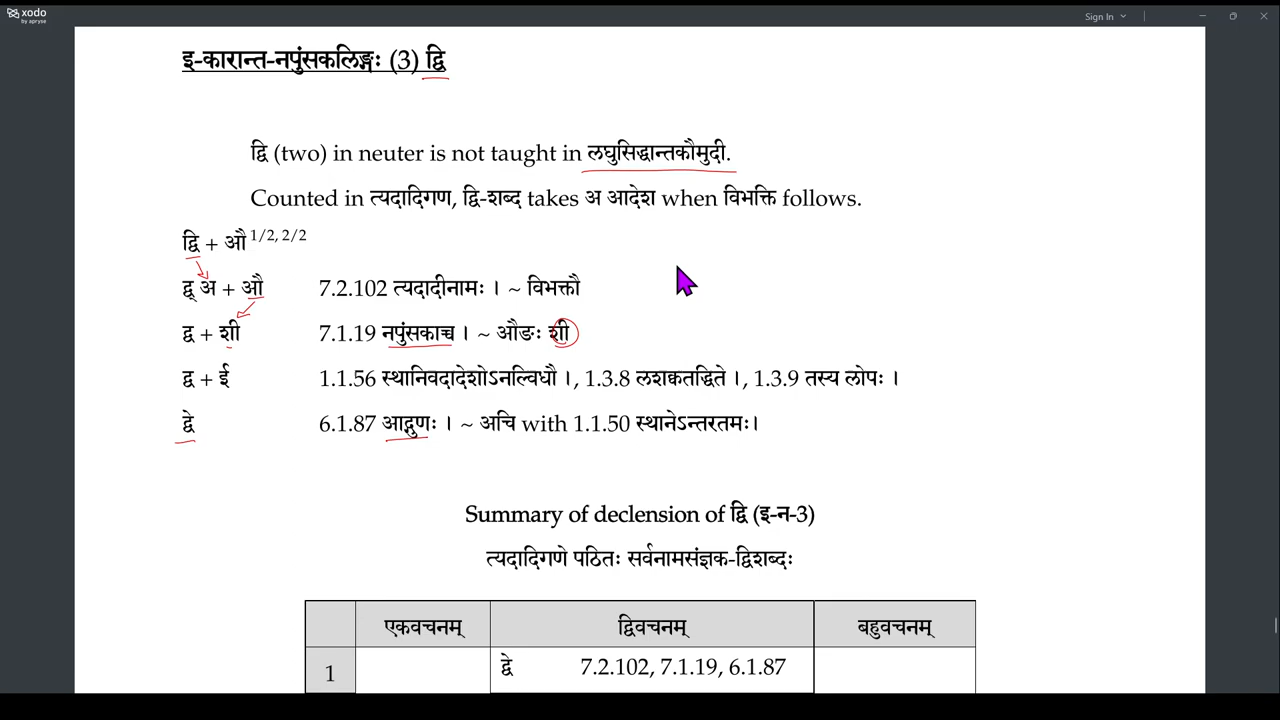 xodo
by apryse
Sign In
इ-कारान्त-नपुंसकलिङ्गः (3) द्वि
द्वि (two) in neuter is not taught in लघुसिद्धान्तकौमुदी.
Counted in त्यदादिगण, द्वि-शब्द takes अ आदेश when विभक्ति follows.
द्वि + औ 1/2, 2/2
द्व् अ + औ 7.2.102 त्यदादीनामः । ~ विभक्तौ
द्व + शी 7.1.19 नपुंसकाच्च । ~ औङः शी
द्व + ई 1.1.56 स्थानिवदादेशोऽनल्विधौ ।, 1.3.8 लशक्वतद्धिते ।, 1.3.9 तस्य लोपः ।
द्वे 6.1.87 आद्गुणः । ~ अचि with 1.1.50 स्थानेऽन्तरतमः।
Summary of declension of द्वि (इ-न-3)
त्यदादिगणे पठितः सर्वनामसंज्ञक-द्विशब्दः
एकवचनम् द्विवचनम् बहुवचनम्
1 द्वे 7.2.102, 7.1.19, 6.1.87